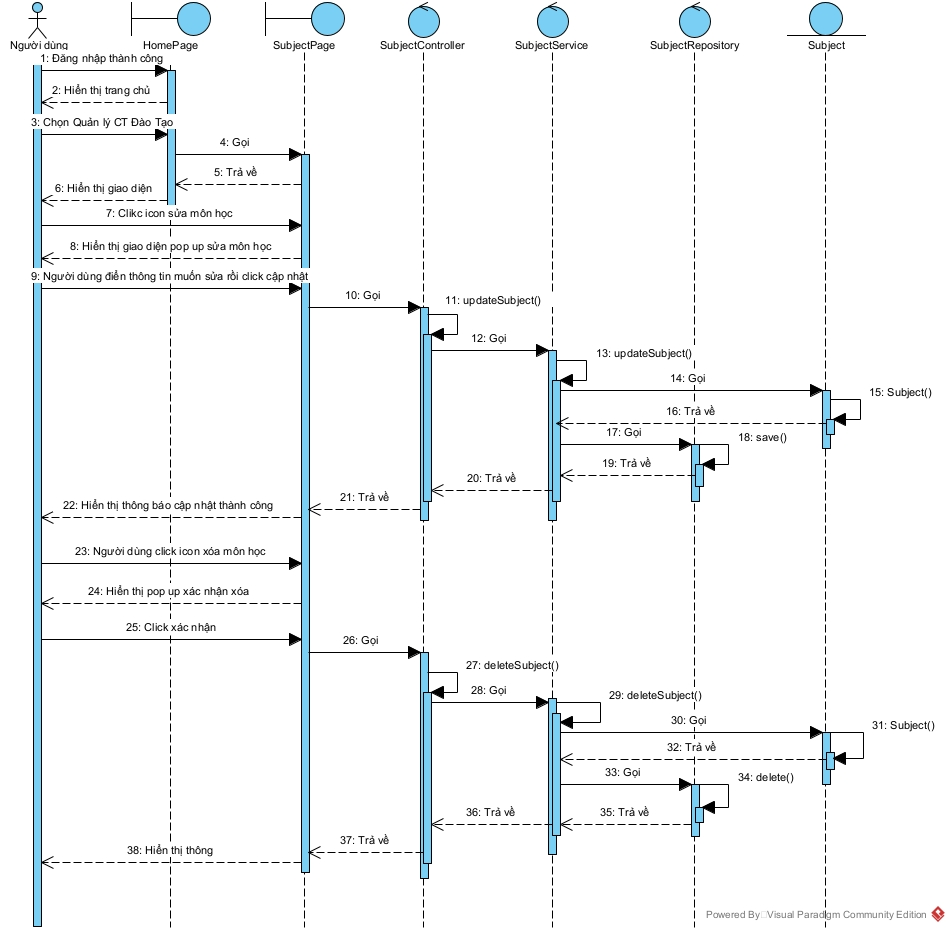 Người dùng
HomePage
SubjectPage
SubjectController
SubjectService
SubjectRepository
Subject
1: Đăng nhập thành công
2: Hiển thị trang chủ
3: Chọn Quản lý CT Đào Tạo
4: Gọi
5: Trả về
6: Hiển thị giao diện
7: Clikc icon sửa môn học
8: Hiển thị giao diện pop up sửa môn học
9: Người dùng điền thông tin muốn sửa rồi click cập nhật
10: Gọi
11: updateSubject()
12: Gọi
13: updateSubject()
14: Gọi
15: Subject()
16: Trả về
17: Gọi
18: save()
19: Trả về
20: Trả về
21: Trả về
22: Hiển thị thông báo cập nhật thành công
23: Người dùng click icon xóa môn học
24: Hiển thị pop up xác nhận xóa
25: Click xác nhận
26: Gọi
27: deleteSubject()
28: Gọi
29: deleteSubject()
30: Gọi
31: Subject()
32: Trả về
33: Gọi
34: delete()
35: Trả về
36: Trả về
37: Trả về
38: Hiển thị thông
Powered By Visual Paradigm Community Edition